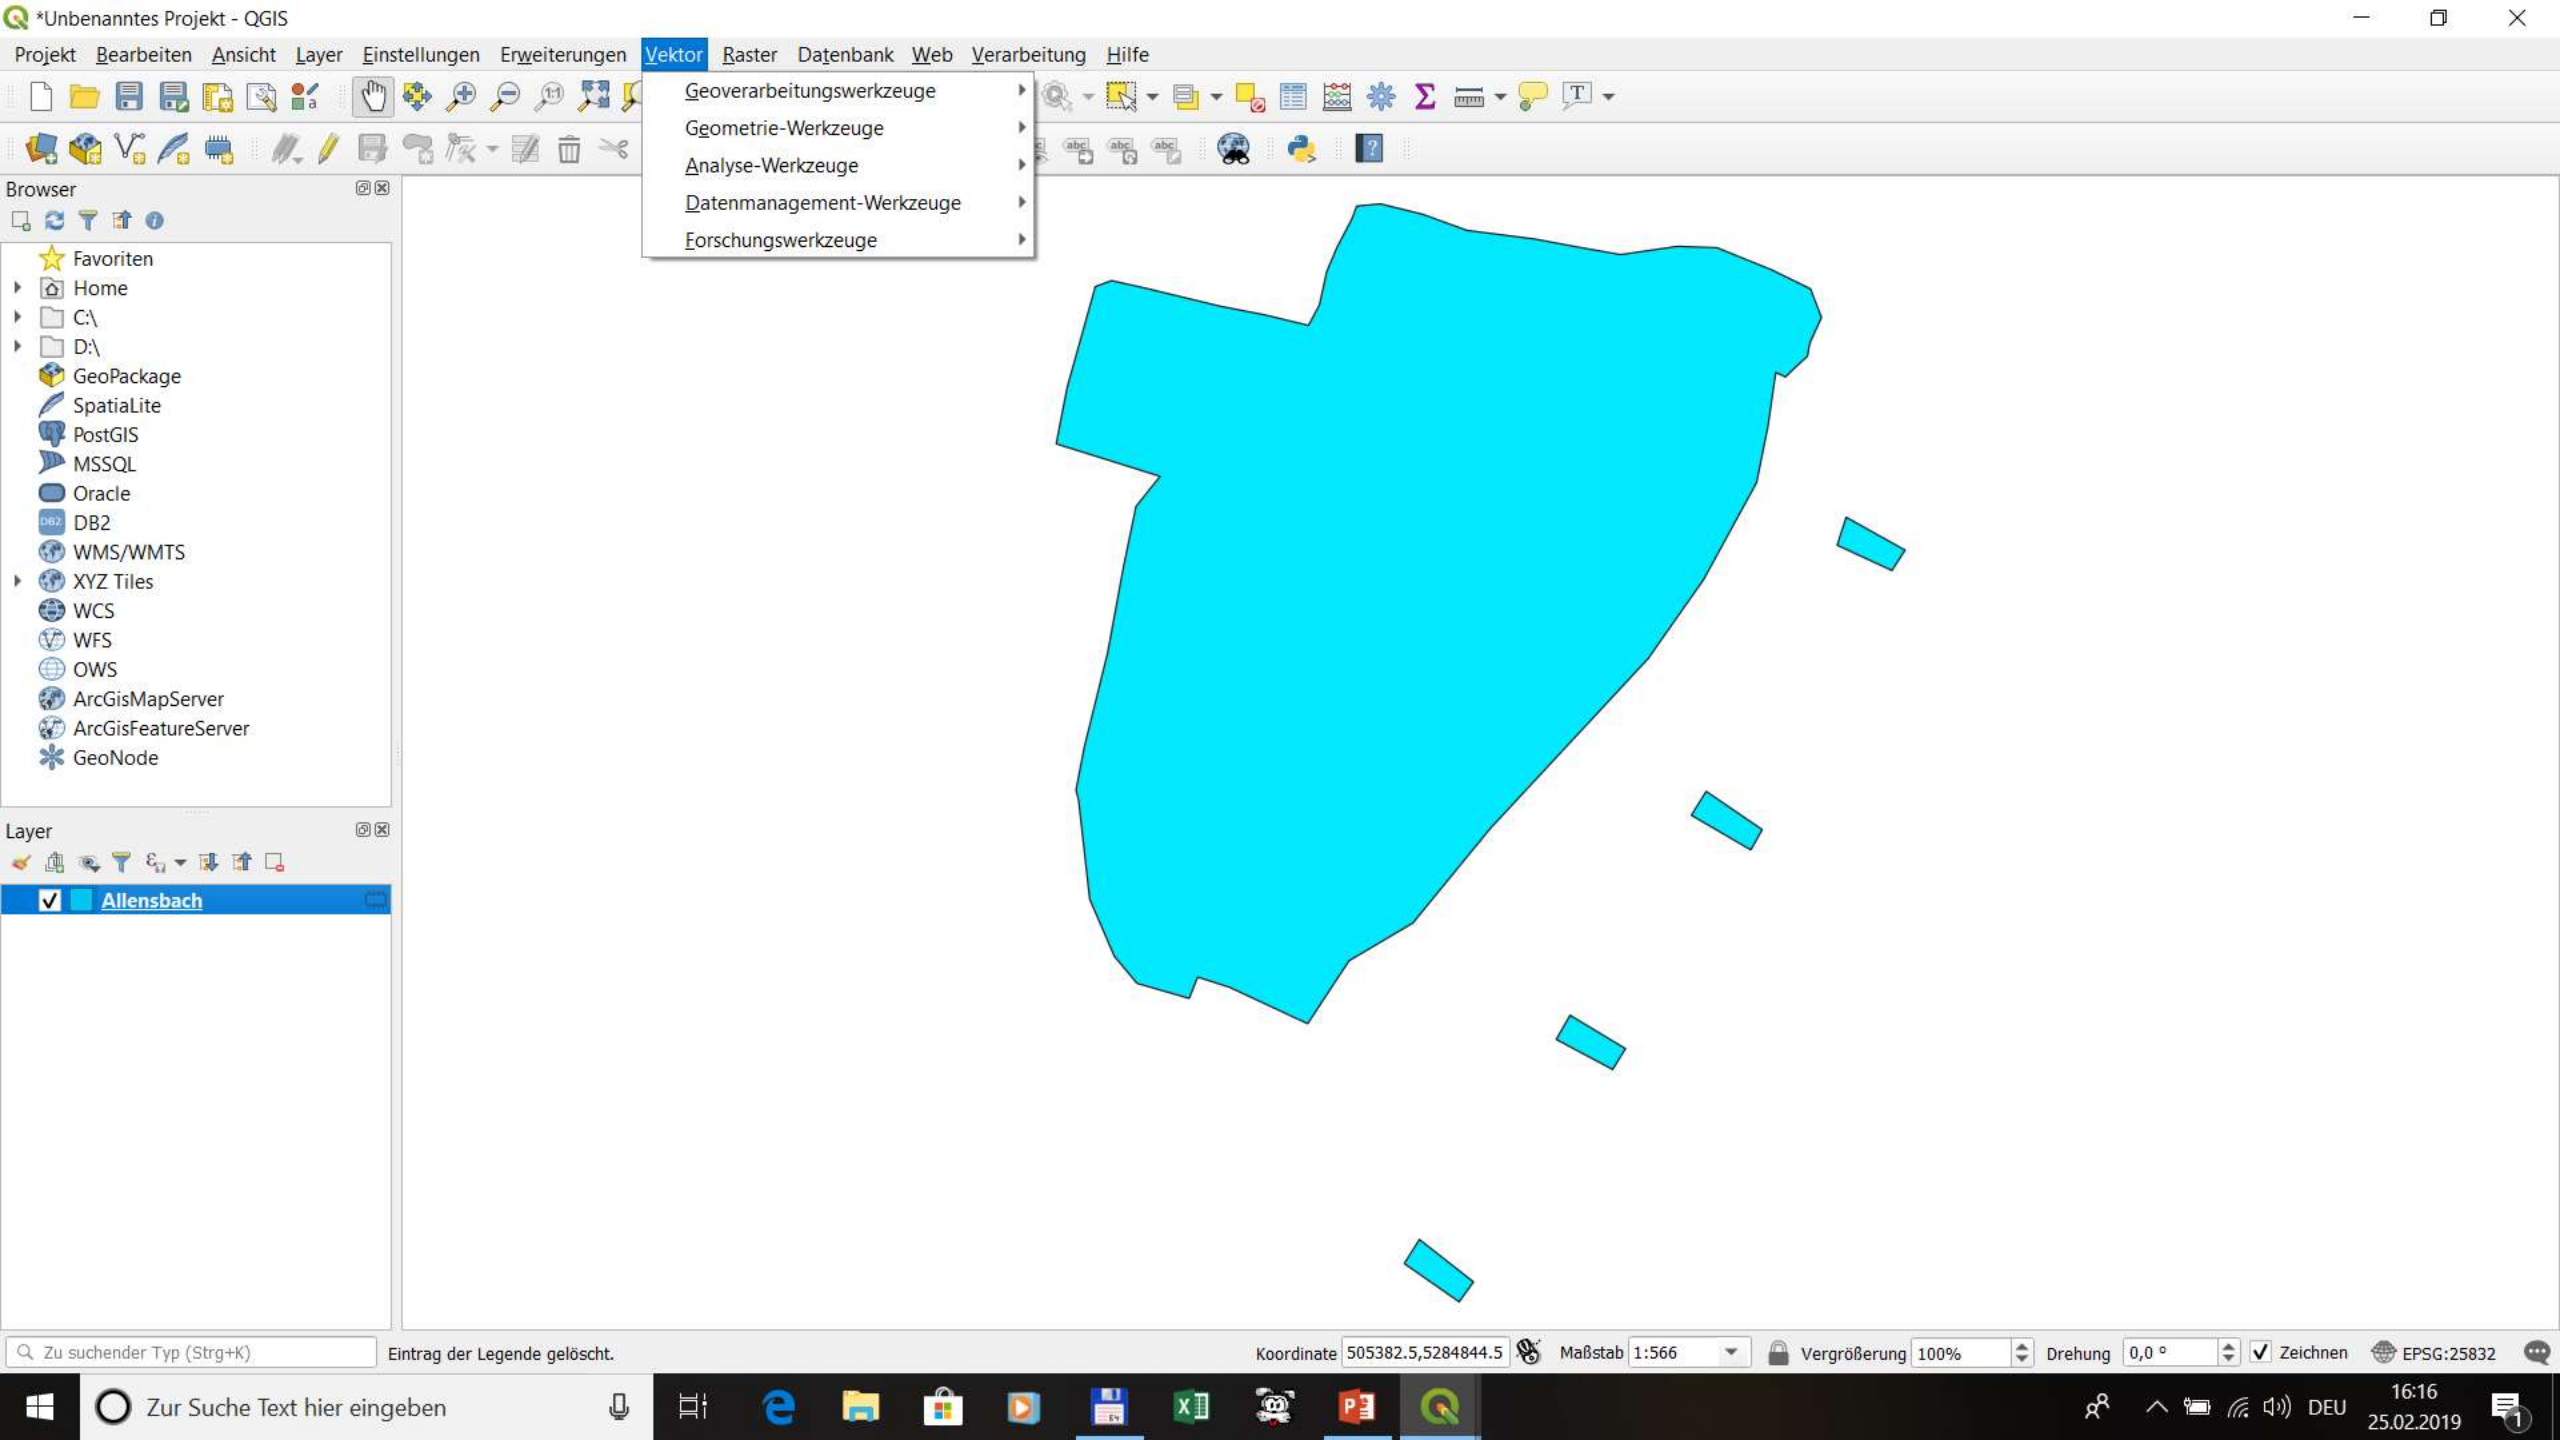 *Unbenanntes Projekt - QGIS
Projekt Bearbeiten Ansicht Layer Einstellungen Erweiterungen Vektor Raster Datenbank Web Verarbeitung Hilfe
Geoverarbeitungswerkzeuge
Geometrie-Werkzeuge
Analyse-Werkzeuge
Datenmanagement-Werkzeuge
Forschungswerkzeuge
Browser
Favoriten
Home
C:\
D:\
GeoPackage
SpatiaLite
PostGIS
MSSQL
Oracle
DB2
WMS/WMTS
XYZ Tiles
WCS
WFS
OWS
ArcGisMapServer
ArcGisFeatureServer
GeoNode
Layer
Allensbach
Zu suchender Typ (Strg+K) Eintrag der Legende gelöscht. Koordinate 505382.5,5284844.5 Maßstab 1:566 Vergrößerung 100% Drehung 0,0 ° Zeichnen EPSG:25832
Zur Suche Text hier eingeben DEU 16:16
25.02.2019 1